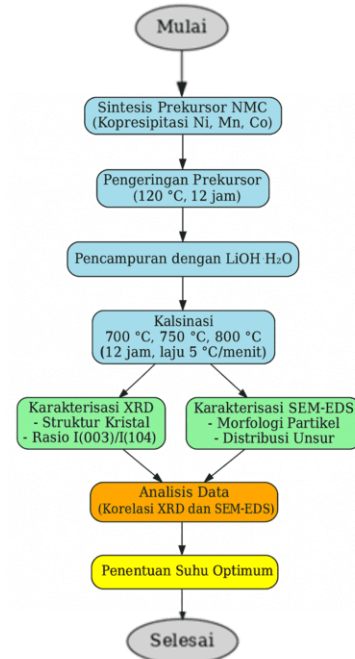 Mulai
Sintesis Prekursor NMC
(Kopresipitasi Ni, Mn, Co)
Pengeringan Prekursor
(120 °C, 12 jam)
Pencampuran dengan LiOH·H₂O
Kalsinasi
700 °C, 750 °C, 800 °C
(12 jam, laju 5 °C/menit)
Karakterisasi XRD
- Struktur Kristal
- Rasio I(003)/I(104)
Karakterisasi SEM-EDS
- Morfologi Partikel
- Distribusi Unsur
Analisis Data
(Korelasi XRD dan SEM-EDS)
Penentuan Suhu Optimum
Selesai